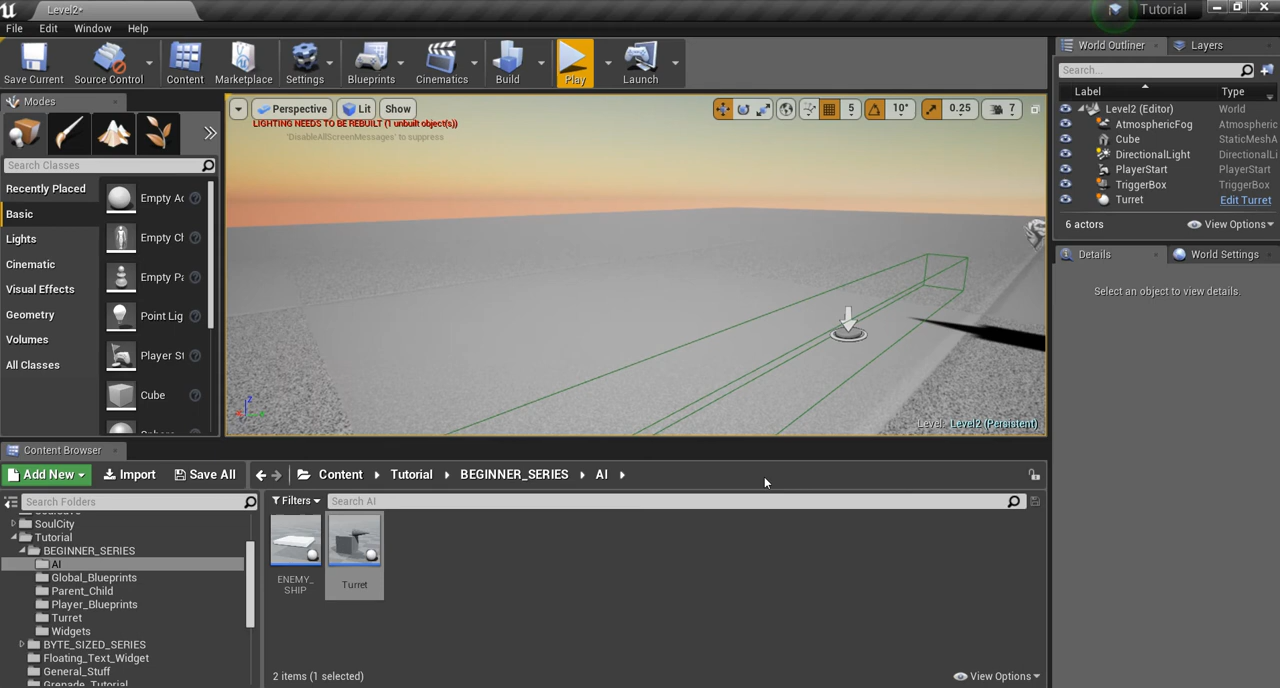 Level2*
Tutorial
File Edit Window Help
Save Current Source Control Content Marketplace Settings Blueprints Cinematics Build Play Launch
World Outliner Layers
Search...
Label Type
Level2 (Editor) World
AtmosphericFog Atmospheric
Cube StaticMeshA
DirectionalLight DirectionalLi
PlayerStart PlayerStart
TriggerBox TriggerBox
Turret Edit Turret
6 actors View Options
Details World Settings
Select an object to view details.
Modes
Search Classes
Recently Placed
Basic
Lights
Cinematic
Visual Effects
Geometry
Volumes
All Classes
Empty Ac
Empty Ch
Empty Pa
Point Lig
Player St
Cube
Perspective Lit Show
5 10° 0.25 7
LIGHTING NEEDS TO BE REBUILT (1 unbuilt object(s))
'DisableAllScreenMessages' to suppress
Z
Level: Level2 (Persistent)
Content Browser
Add New Import Save All Content Tutorial BEGINNER_SERIES AI
Search Folders
Filters Search AI
SoulCity
Tutorial
BEGINNER_SERIES
AI
Global_Blueprints
Parent_Child
Player_Blueprints
Turret
Widgets
BYTE_SIZED_SERIES
Floating_Text_Widget
General_Stuff
Grenade_Tutorial
ENEMY_
SHIP
Turret
2 items (1 selected) View Options